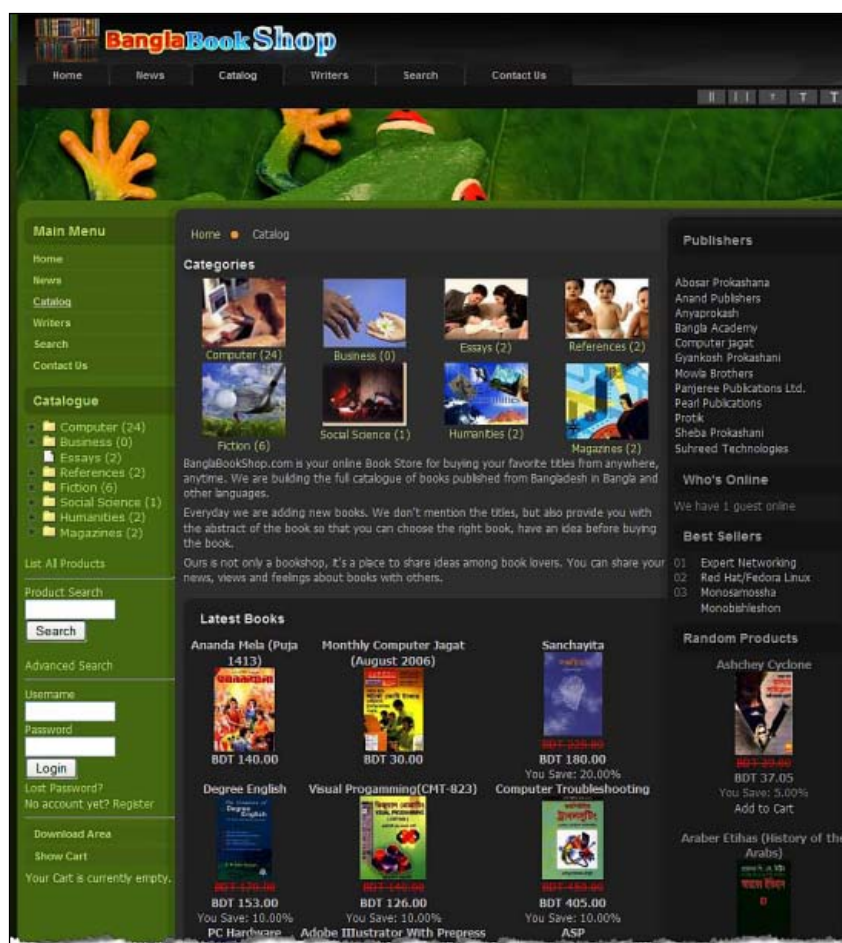 BanglaBook Shop
Home News Catalog Writers Search Contact Us
T T
Main Menu
Home
News
Catalog
Writers
Search
Contact Us
Catalogue
Computer (24)
Business (0)
Essays (2)
References (2)
Fiction (6)
Social Science (1)
Humanities (2)
Magazines (2)
List All Products
Product Search
Search
Advanced Search
Username
Password
Login
Lost Password?
No account yet? Register
Download Area
Show Cart
Your Cart is currently empty.
Home Catalog
Categories
Computer (24) Business (0) Essays (2) References (2)
Fiction (6) Social Science (1) Humanities (2) Magazines (2)
BanglaBookShop.com is your online Book Store for buying your favorite titles from anywhere,
anytime. We are building the full catalogue of books published from Bangladesh in Bangla and
other languages.
Everyday we are adding new books. We don't mention the titles, but also provide you with
the abstract of the book so that you can choose the right book, have an idea before buying
the book.
Ours is not only a bookshop, it's a place to share ideas among book lovers. You can share your
news, views and feelings about books with others.
Latest Books
Ananda Mela (Puja
1413)
BDT 140.00
Monthly Computer Jagat
(August 2006)
BDT 30.00
Sanchayita
BDT 225.00
BDT 180.00
You Save: 20.00%
Degree English
Degree
English
BDT 170.00
BDT 153.00
You Save: 10.00%
Visual Progamming(CMT-823)
VISUAL PROGRAMMING
BDT 140.00
BDT 126.00
You Save: 10.00%
Computer Troubleshooting
ট্রাবলশুটিং
BDT 450.00
BDT 405.00
You Save: 10.00%
PC Hardware Adobe Illustrator With Prepress ASP
Publishers
Abosar Prokashana
Anand Publishers
Anyaprokash
Bangla Academy
Computer Jagat
Gyankosh Prokashani
Mowla Brothers
Panjeree Publications Ltd.
Pearl Publications
Protik
Sheba Prokashani
Suhreed Technologies
Who's Online
We have 1 guest online
Best Sellers
01 Expert Networking
02 Red Hat/Fedora Linux
03 Monosamossha
Monobishleshon
Random Products
Ashchey Cyclone
BDT 39.00
BDT 37.05
You Save: 5.00%
Add to Cart
Araber Etihas (History of the
Arabs)
আরবের ইতিহাস